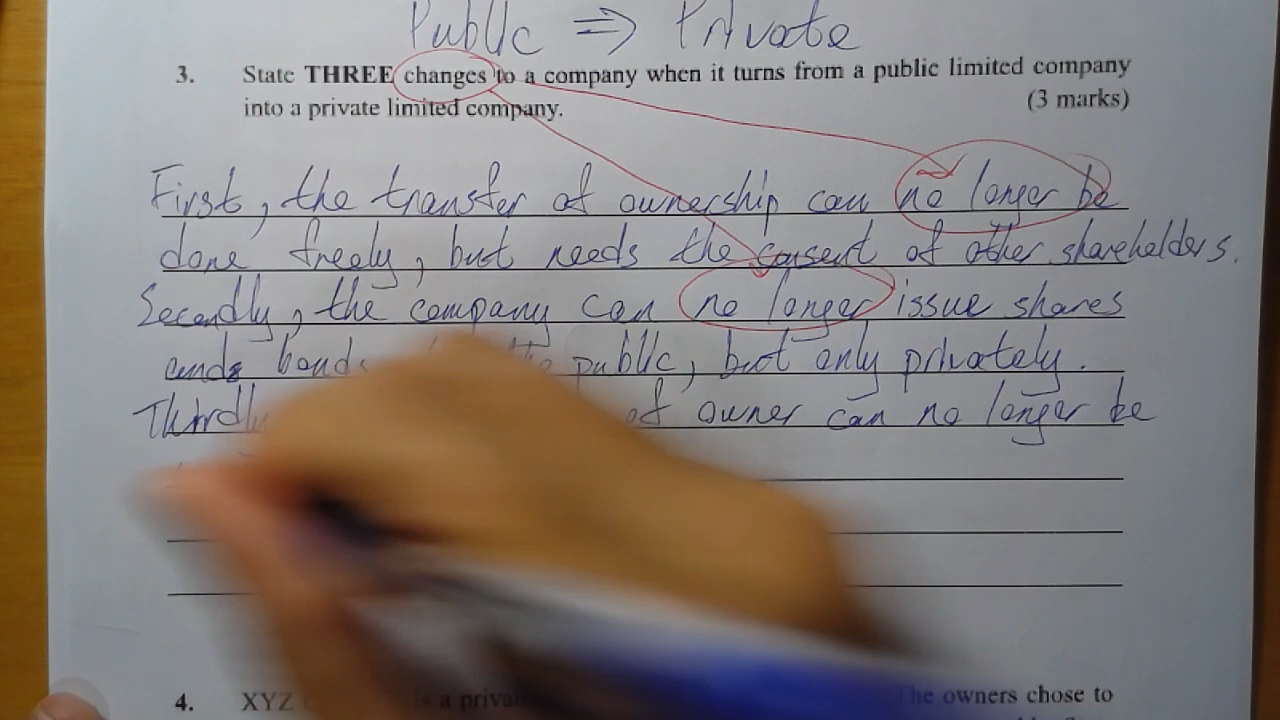 Public ⇒ Private
3. State THREE changes to a company when it turns from a public limited company
into a private limited company. (3 marks)
First, the transfer of ownership can no longer be
done freely, but needs the consent of other shareholders.
Secondly, the company can no longer issue shares
and bonds the public, but only privately.
Thirdly of owner can no longer be
4. XYZ is a private The owners chose to